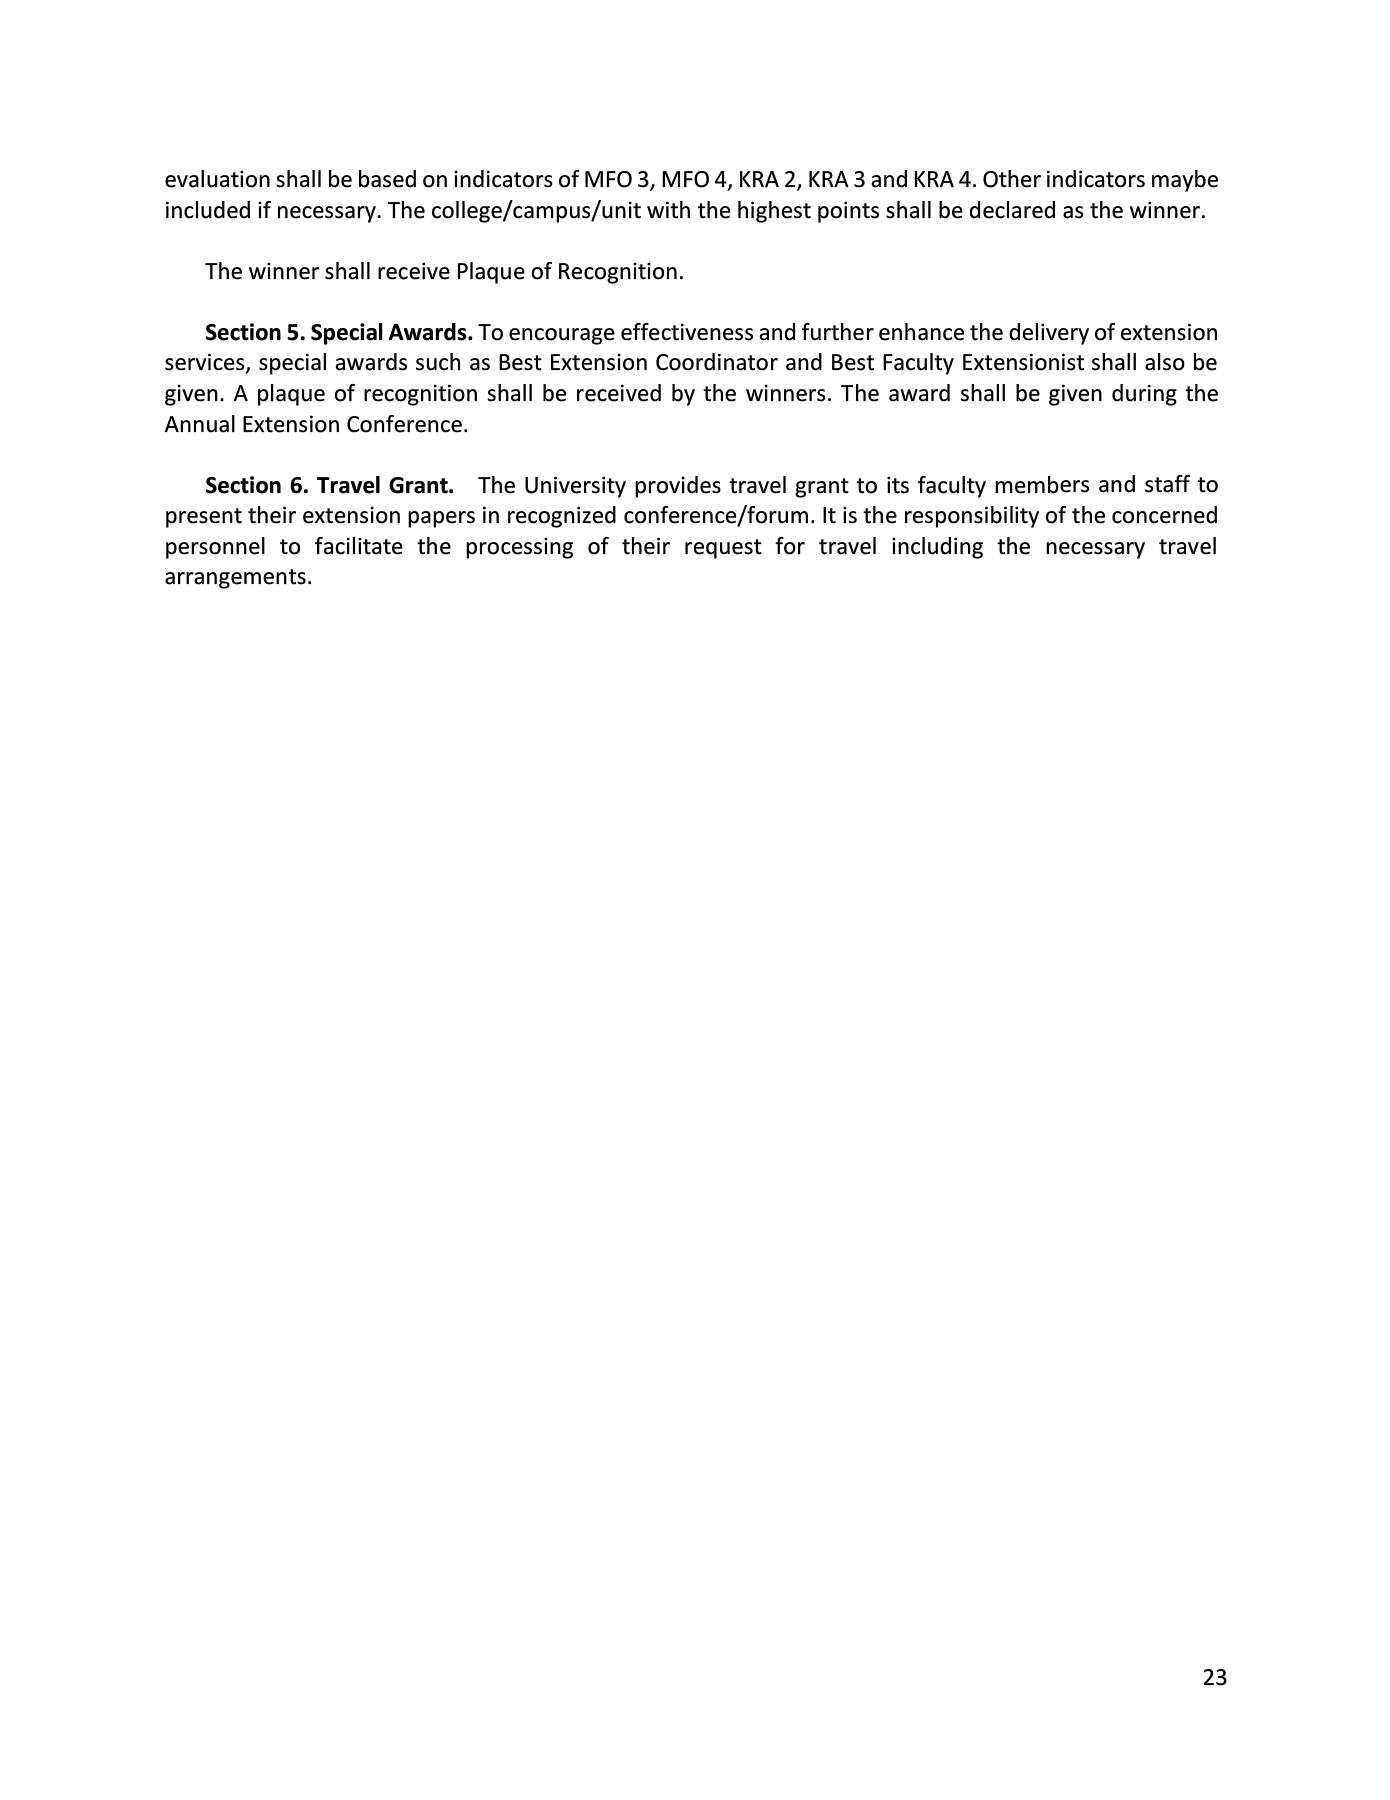 evaluation shall be based on indicators of MFO 3, MFO 4, KRA 2, KRA 3 and KRA 4. Other indicators maybe
included if necessary. The college/campus/unit with the highest points shall be declared as the winner.
The winner shall receive Plaque of Recognition.
Section 5. Special Awards. To encourage effectiveness and further enhance the delivery of extension
services, special awards such as Best Extension Coordinator and Best Faculty Extensionist shall also be
given. A plaque of recognition shall be received by the winners. The award shall be given during the
Annual Extension Conference.
Section 6. Travel Grant. The University provides travel grant to its faculty members and staff to
present their extension papers in recognized conference/forum. It is the responsibility of the concerned
personnel to facilitate the processing of their request for travel including the necessary travel
arrangements.
23